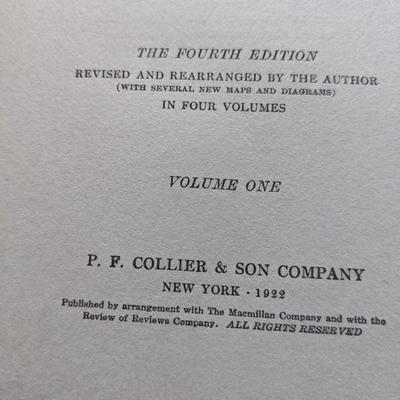 THE FOURTH EDITION
REVISED AND REARRANGED BY THE AUTHOR
(WITH SEVERAL NEW MAPS AND DIAGRAMS)
IN FOUR VOLUMES
VOLUME ONE
P. F. COLLIER & SON COMPANY
NEW YORK · 1922
Published by arrangement with The Macmillan Company and with the
Review of Reviews Company. ALL RIGHTS RESERVED